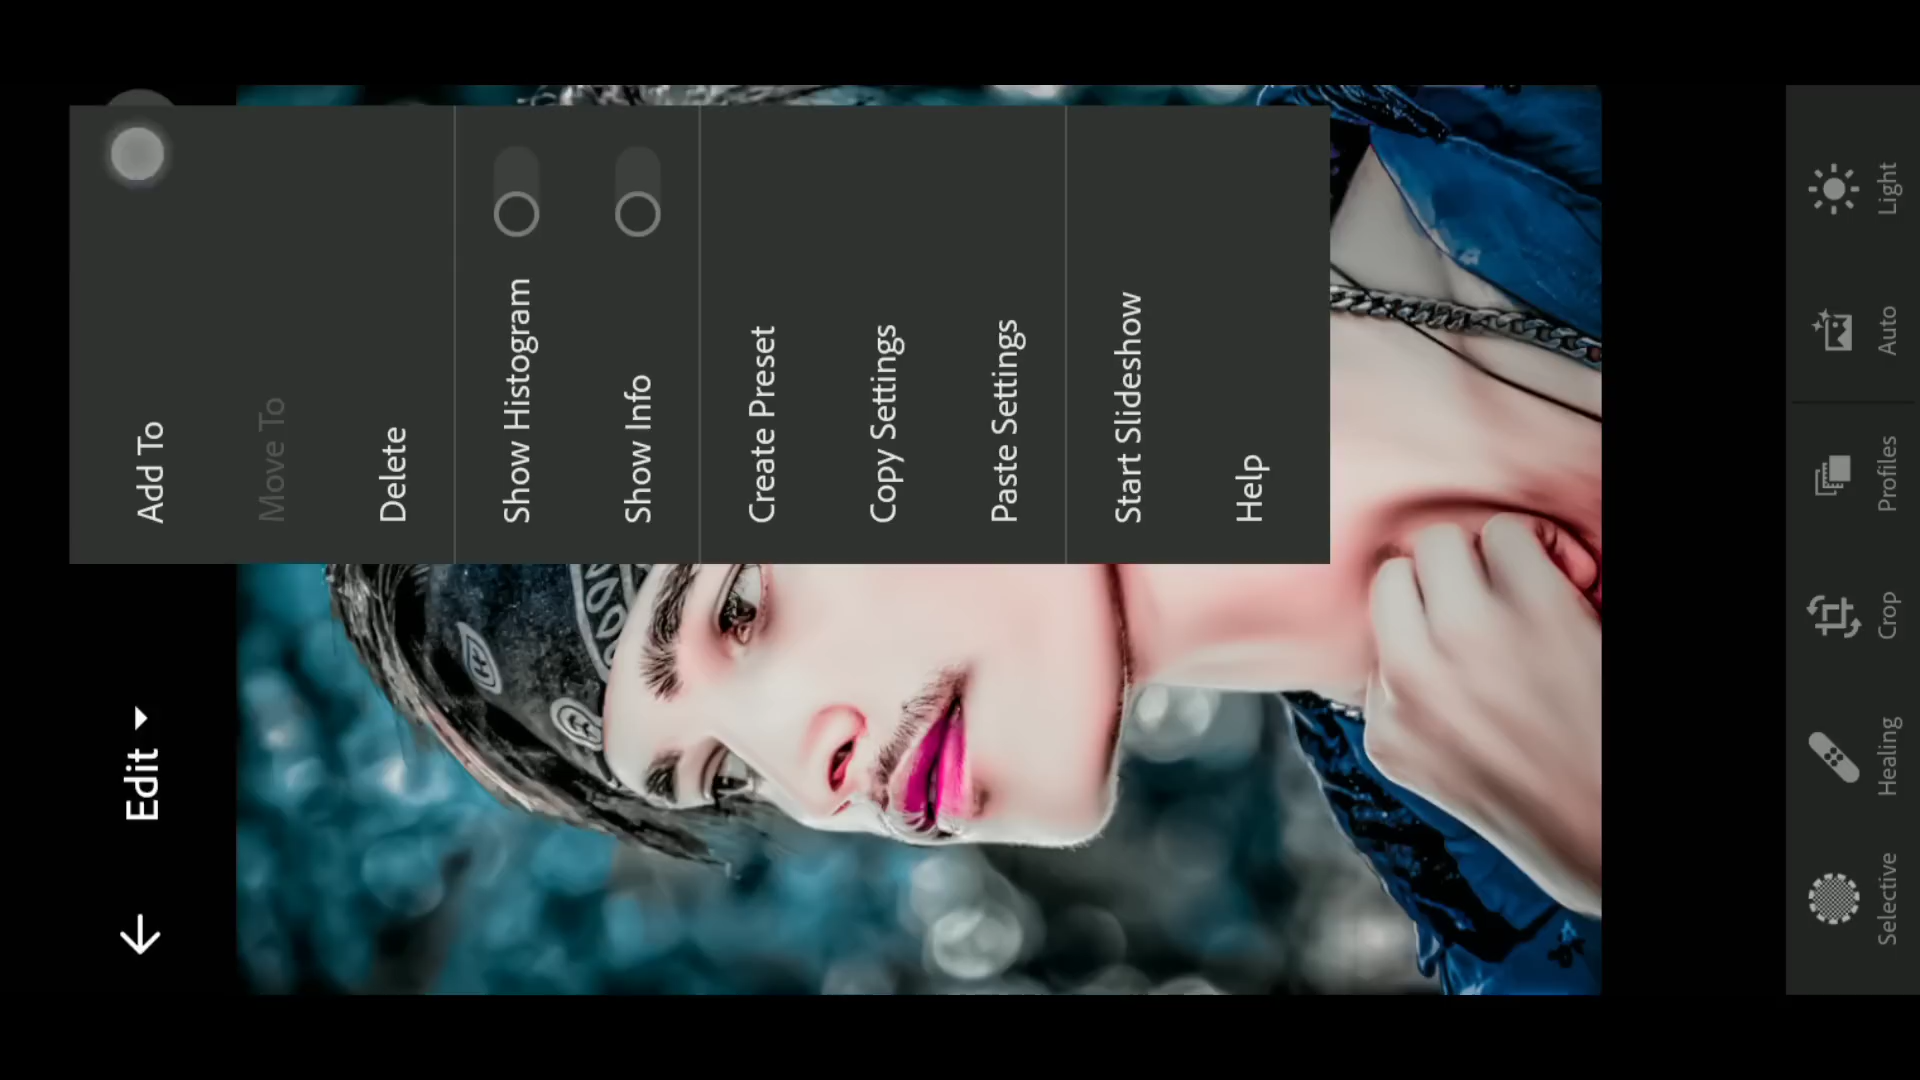 Edit
Add To
Move To
Delete
Show Histogram
Show Info
Create Preset
Copy Settings
Paste Settings
Start Slideshow
Help
Selective
Healing
Crop
Profiles
Auto
Light